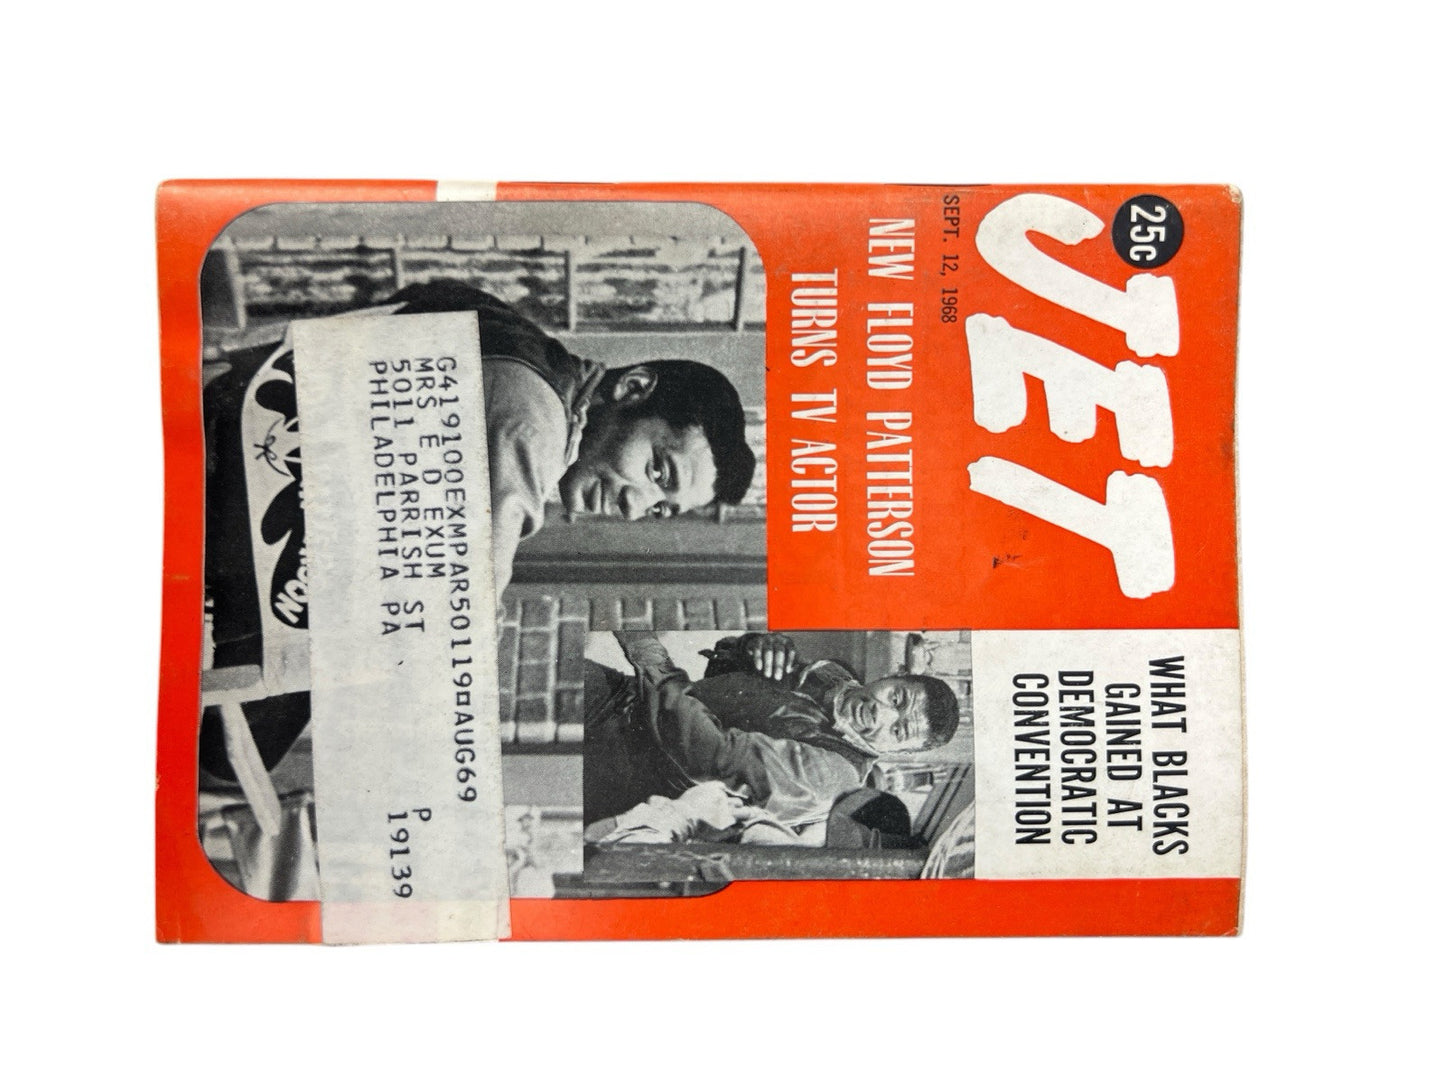 25c
JET
SEPT. 12, 1968
NEW FLOYD PATTERSON
TURNS TV ACTOR
WHAT BLACKS
GAINED AT
DEMOCRATIC
CONVENTION
G419100EXMPAR50119¤AUG69
MRS E D EXUM P
5011 PARRISH ST 19139
PHILADELPHIA PA